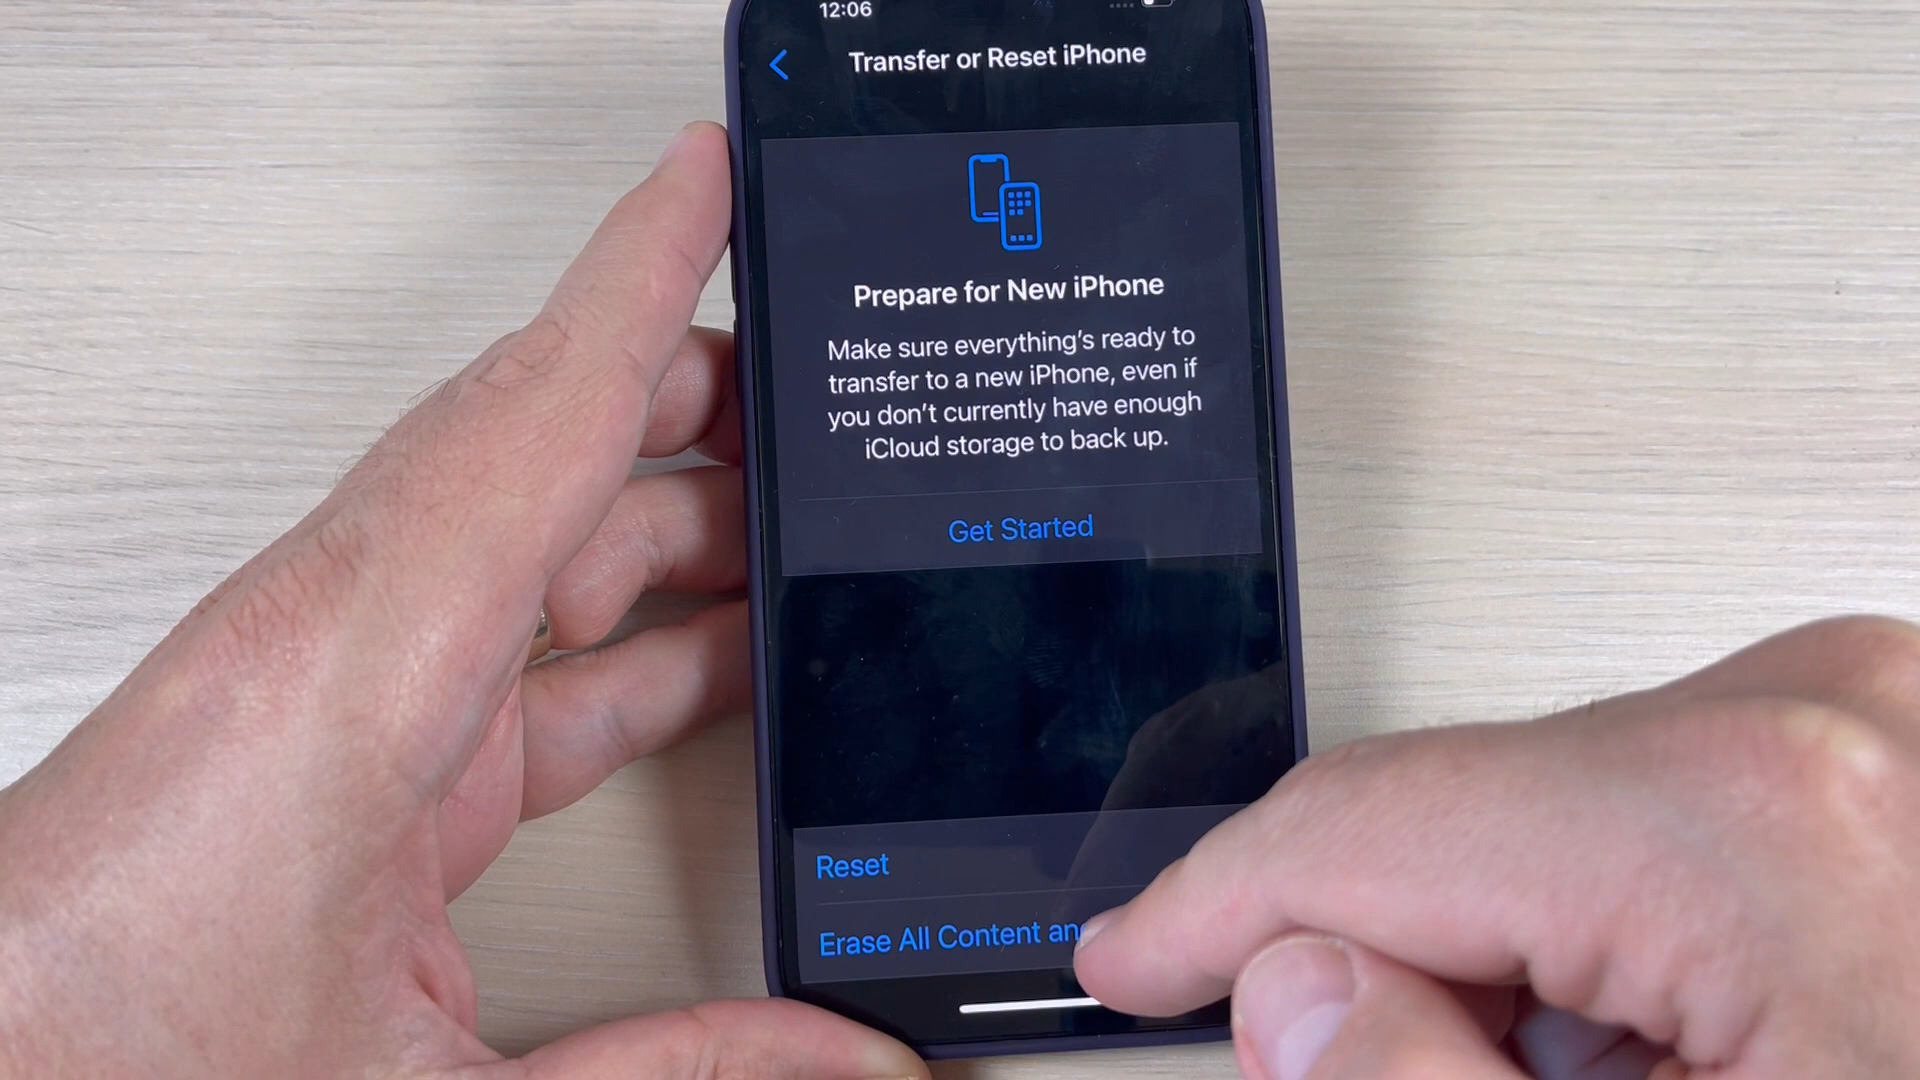 12:06
Transfer or Reset iPhone
Prepare for New iPhone
Make sure everything's ready to
transfer to a new iPhone, even if
you don't currently have enough
iCloud storage to back up.
Get Started
Reset
Erase All Content an